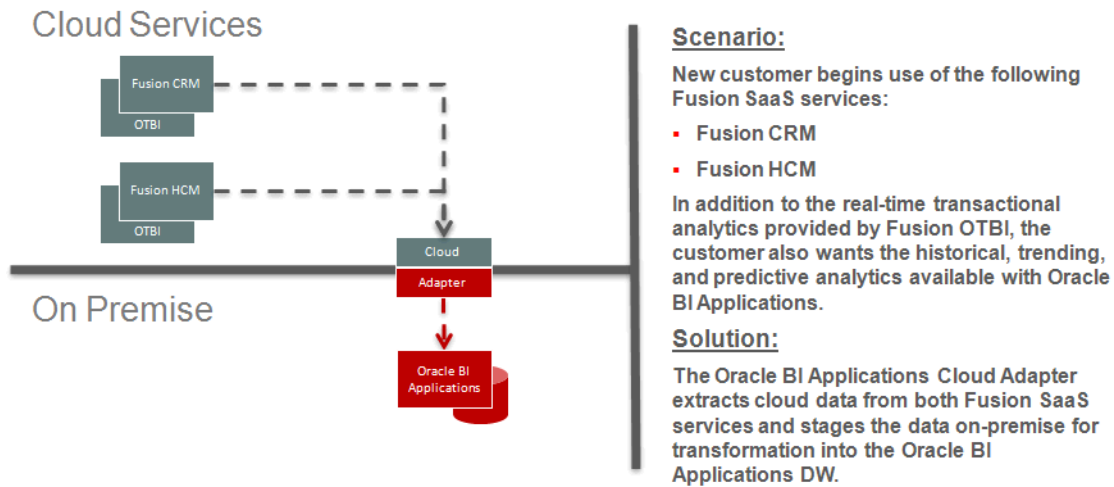 Cloud Services
Fusion CRM
OTBI
Fusion HCM
OTBI
Cloud
Adapter
On Premise
Oracle BI
Applications
Scenario:
New customer begins use of the following
Fusion SaaS services:
▪ Fusion CRM
▪ Fusion HCM
In addition to the real-time transactional
analytics provided by Fusion OTBI, the
customer also wants the historical, trending,
and predictive analytics available with Oracle
BI Applications.
Solution:
The Oracle BI Applications Cloud Adapter
extracts cloud data from both Fusion SaaS
services and stages the data on-premise for
transformation into the Oracle BI
Applications DW.